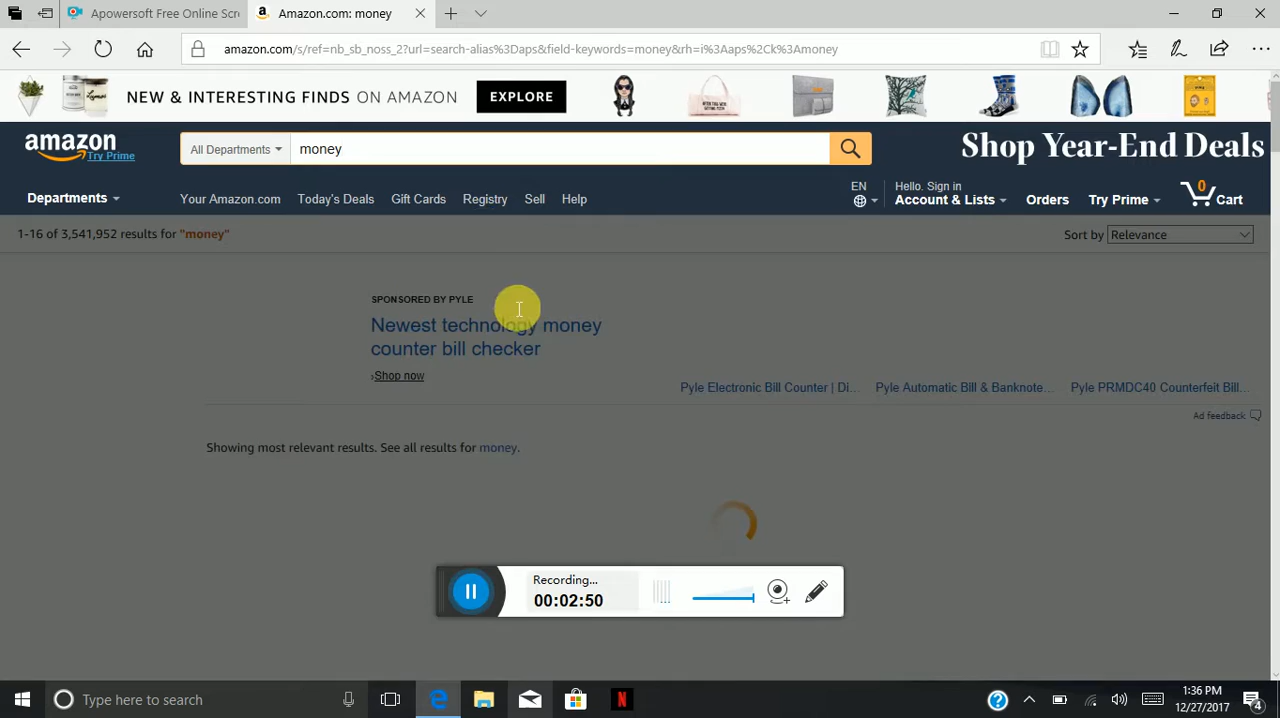 Apowersoft Free Online Scre
Amazon.com: money
amazon.com/s/ref=nb_sb_noss_2?url=search-alias%3Daps&field-keywords=money&rh=i%3Aaps%2Ck%3Amoney
NEW & INTERESTING FINDS ON AMAZON EXPLORE
amazon
Try Prime
All Departments
money
Shop Year-End Deals
Departments
Your Amazon.com
Today's Deals
Gift Cards
Registry
Sell
Help
EN
Hello. Sign in
Account & Lists
Orders
Try Prime
0
Cart
1-16 of 3,541,952 results for "money"
Sort by Relevance
SPONSORED BY PYLE
Newest technology money
counter bill checker
›Shop now
Pyle Electronic Bill Counter | Di...
Pyle Automatic Bill & Banknote...
Pyle PRMDC40 Counterfeit Bill...
Ad feedback
Showing most relevant results. See all results for money.
Recording...
00:02:50
Type here to search
1:36 PM
12/27/2017
4